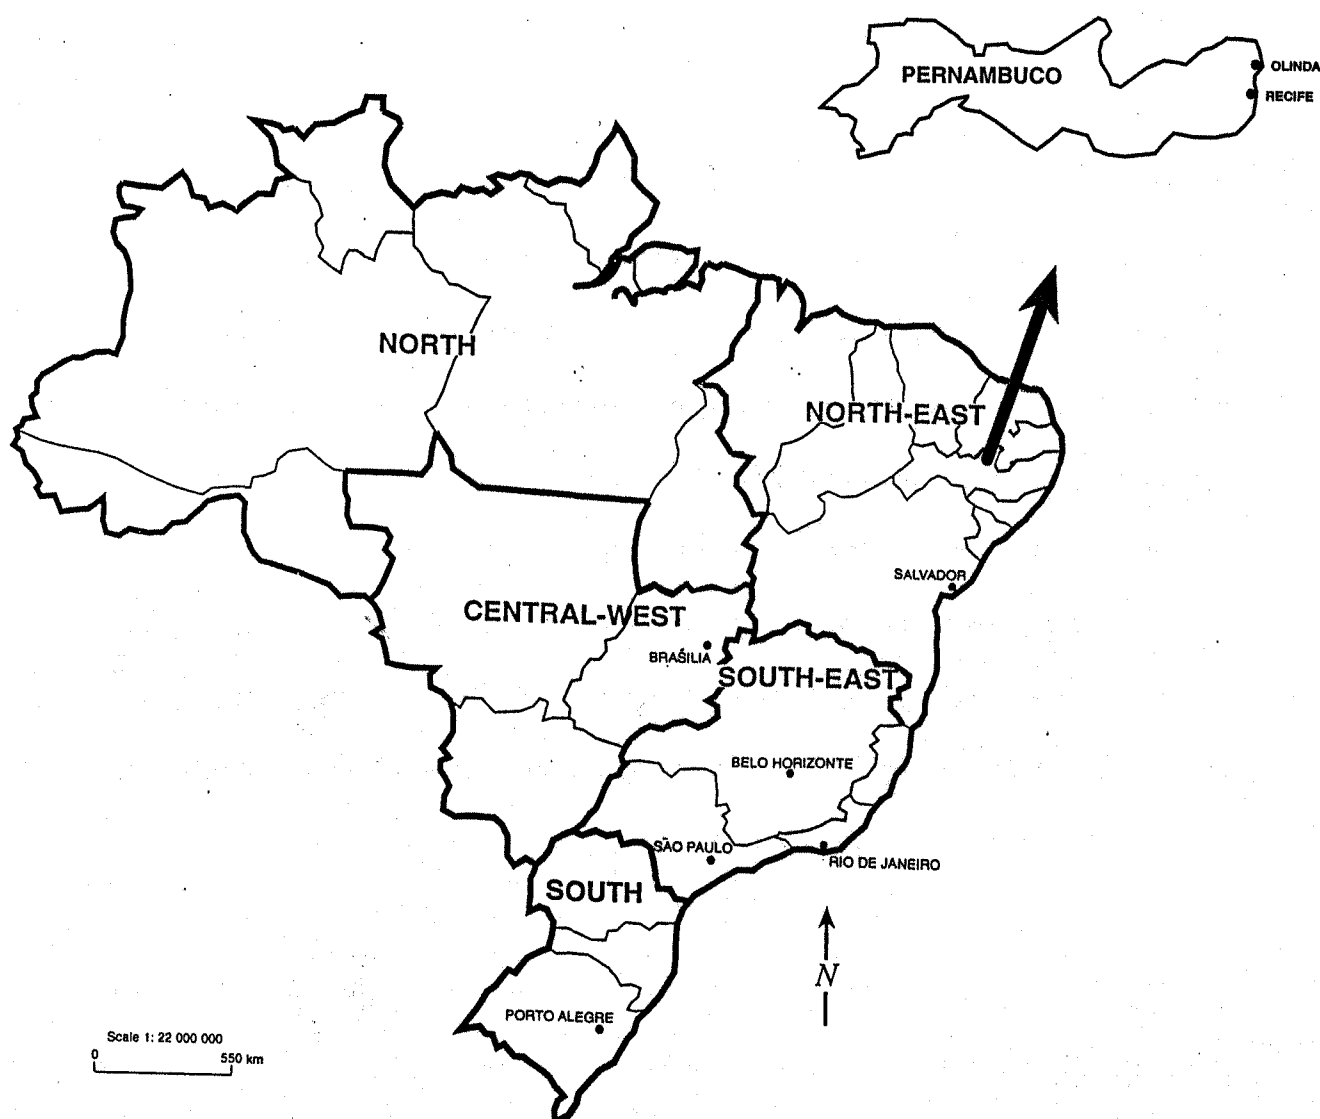 PERNAMBUCO
OLINDA
RECIFE
NORTH
NORTH-EAST
SALVADOR
CENTRAL-WEST
BRAŚILIA
SOUTH-EAST
BELO HORIZONTE
SÃO PAULO
RIO DE JANEIRO
SOUTH
N
PORTO ALEGRE
Scale 1: 22 000 000
0 550 km